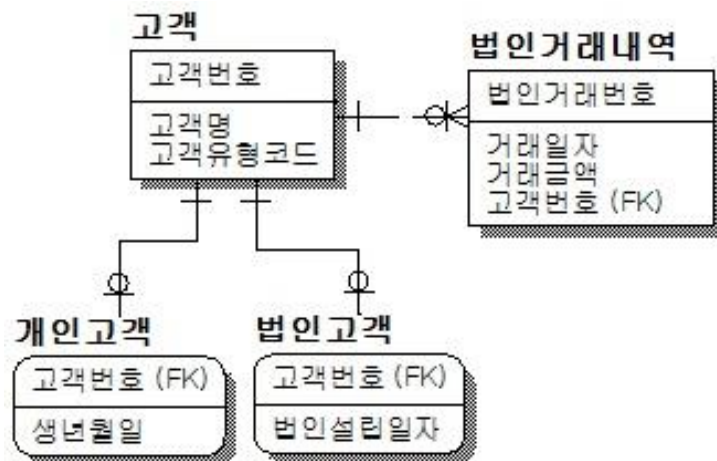 고객
고객번호
고객명
고객유형코드
법인거래내역
법인거래번호
거래일자
거래금액
고객번호 (FK)
개인고객
고객번호 (FK)
생년월일
법인고객
고객번호 (FK)
법인설립일자